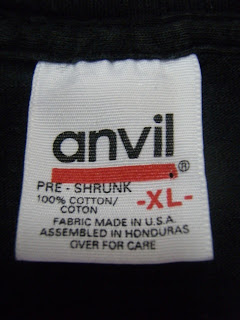 anvil
®
PRE - SHRUNK
100% COTTON/
COTON
-XL-
FABRIC MADE IN U.S.A.
ASSEMBLED IN HONDURAS
OVER FOR CARE